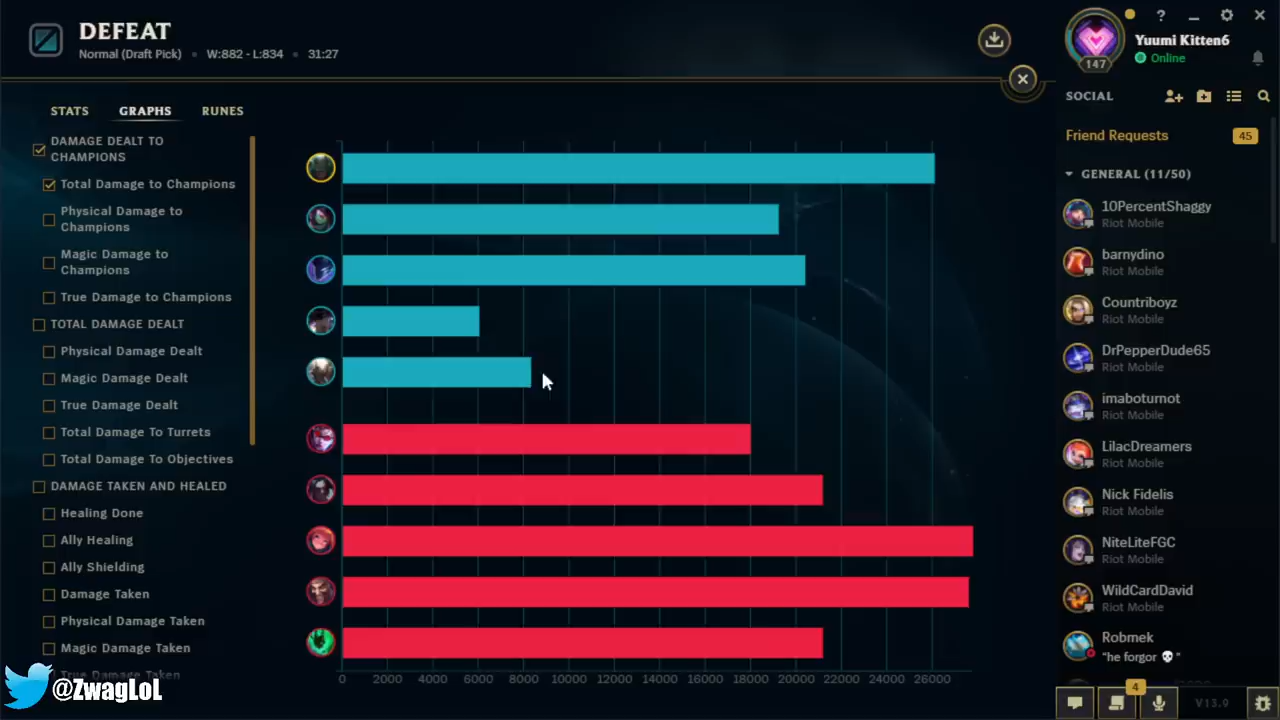 DEFEAT
Normal (Draft Pick) • W:882 - L:834 • 31:27
?
Yuumi Kitten6
147
Online
STATS
GRAPHS
RUNES
DAMAGE DEALT TO
CHAMPIONS
Total Damage to Champions
Physical Damage to
Champions
Magic Damage to
Champions
True Damage to Champions
TOTAL DAMAGE DEALT
Physical Damage Dealt
Magic Damage Dealt
True Damage Dealt
Total Damage To Turrets
Total Damage To Objectives
DAMAGE TAKEN AND HEALED
Healing Done
Ally Healing
Ally Shielding
Damage Taken
Physical Damage Taken
Magic Damage Taken
True Damage Taken
@ZwagLoL
0 2000 4000 6000 8000 10000 12000 14000 16000 18000 20000 22000 24000 26000
SOCIAL
Friend Requests 45
GENERAL (11/50)
10PercentShaggy
Riot Mobile
barnydino
Riot Mobile
Countriboyz
Riot Mobile
DrPepperDude65
Riot Mobile
imaboturnot
Riot Mobile
LilacDreamers
Riot Mobile
Nick Fidelis
Riot Mobile
NiteLiteFGC
Riot Mobile
WildCardDavid
Riot Mobile
Robmek
"he forgor 💀"
4
V13.9